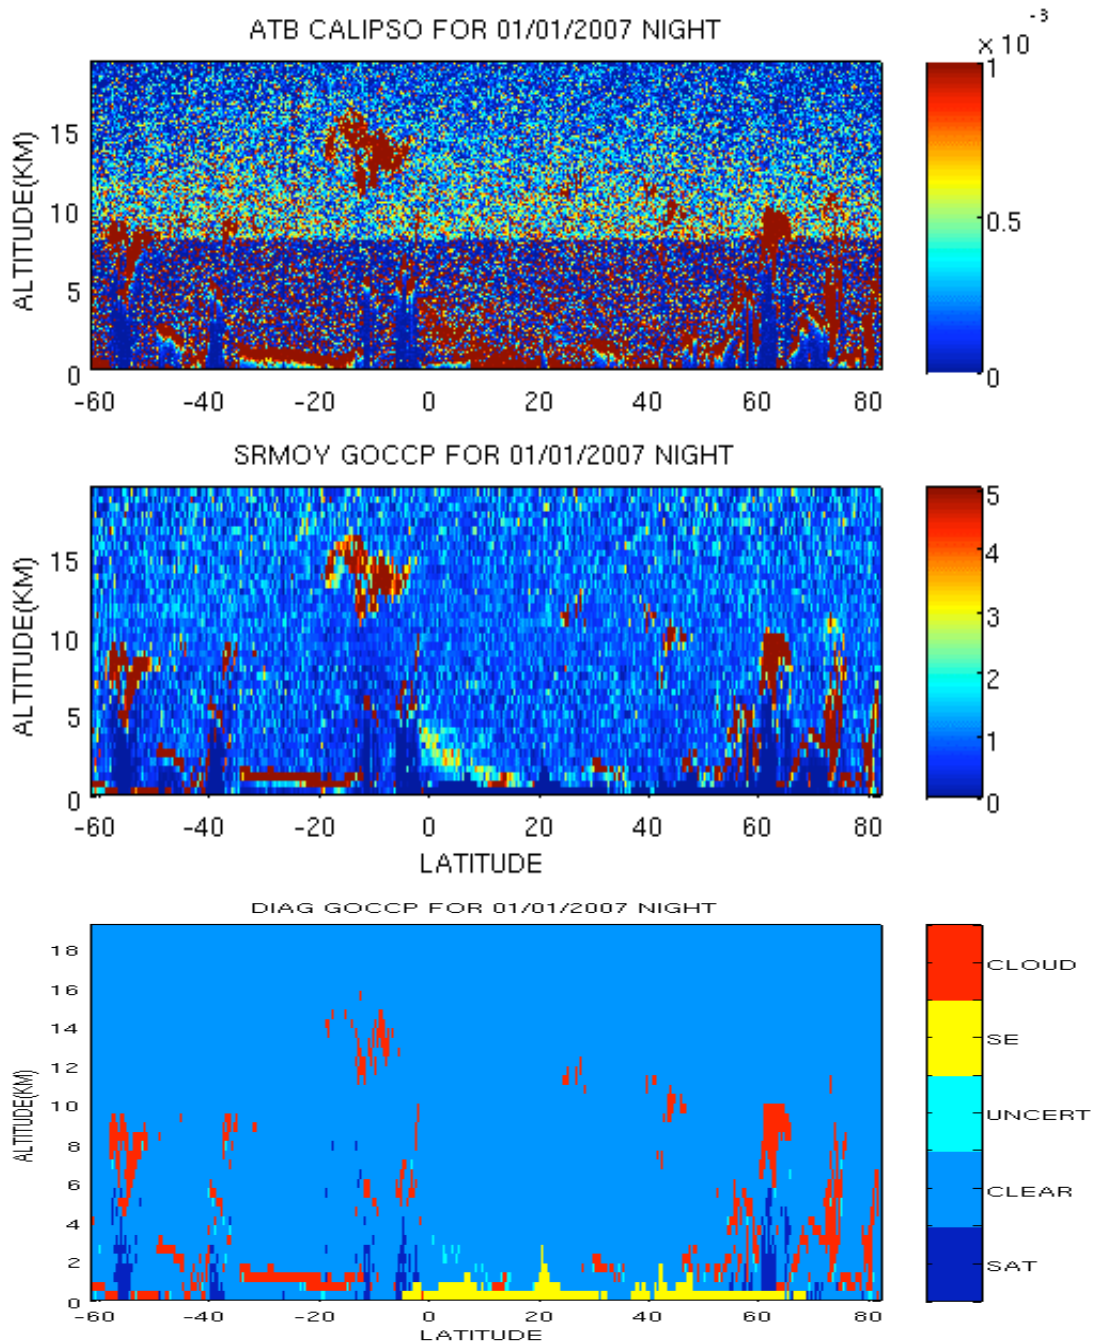 ATB CALIPSO FOR 01/01/2007 NIGHT
× 10 -3
ALTITUDE(KM)
15
10
5
0
-60 -40 -20 0 20 40 60 80
1
0.5
0
SRMOY GOCCP FOR 01/01/2007 NIGHT
ALTITUDE(KM)
15
10
5
0
-60 -40 -20 0 20 40 60 80
LATITUDE
5
4
3
2
1
0
DIAG GOCCP FOR 01/01/2007 NIGHT
ALTITUDE(KM)
18
16
14
12
10
8
6
4
2
0
-60 -40 -20 0 20 40 60 80
LATITUDE
CLOUD
SE
UNCERT
CLEAR
SAT